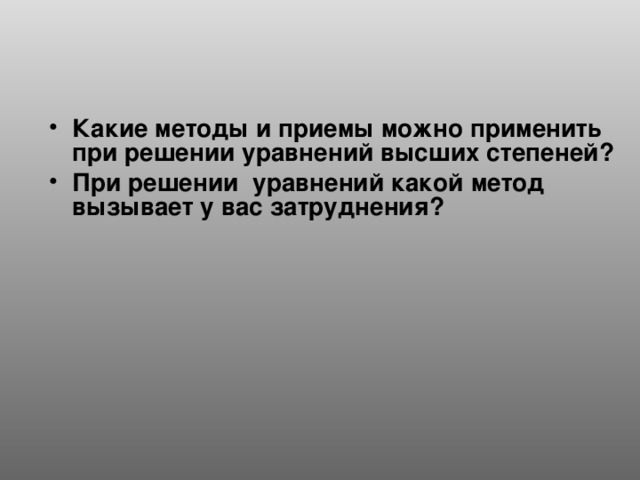 • Какие методы и приемы можно применить
при решении уравнений высших степеней?
• При решении  уравнений какой метод
вызывает у вас затруднения?